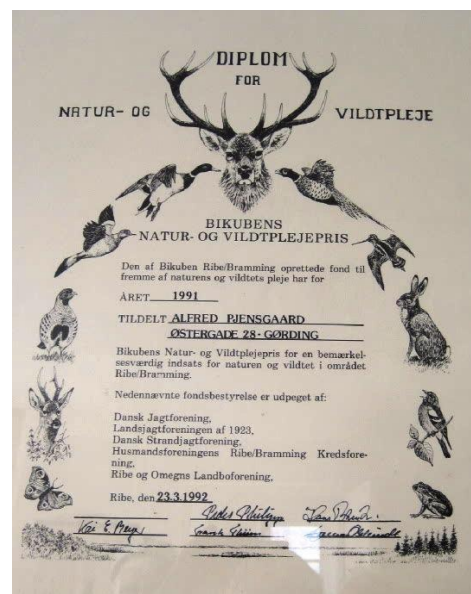 DIPLOM
FOR
NATUR- OG VILDTPLEJE
BIKUBENS
NATUR- OG VILDTPLEJEPRIS
Den af Bikuben Ribe/Bramming oprettede fond til
fremme af naturens og vildtets pleje har for
ÅRET 1991
TILDELT ALFRED PJENSGAARD
ØSTERGADE 28-GØRDING
Bikubens Natur- og Vildtplejepris for en bemærkel-
sesværdig indsats for naturen og vildtet i området
Ribe/Bramming.
Nedennævnte fondsbestyrelse er udpeget af:
Dansk Jagtforening,
Landsjagtforeningen af 1923,
Dansk Strandjagtforening,
Husmandsforeningens Ribe/Bramming Kredsfore-
ning,
Ribe og Omegns Landboforening,
Ribe, den 23.3.1992
Kai E.